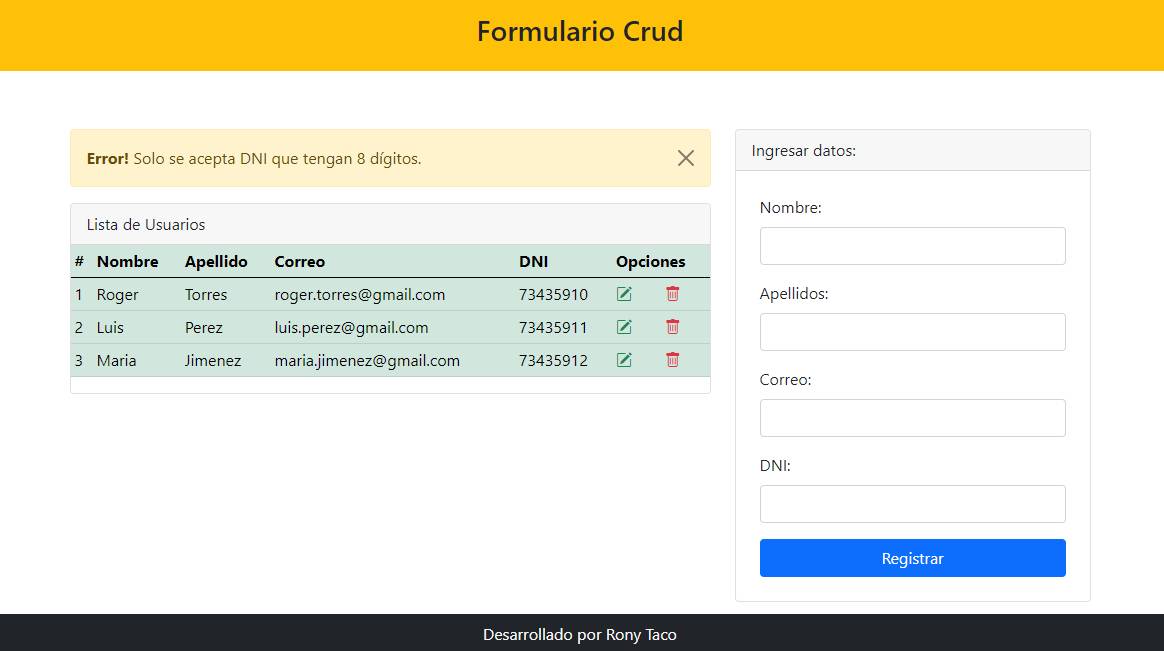 Formulario Crud
Error! Solo se acepta DNI que tengan 8 dígitos.
Lista de Usuarios
# Nombre Apellido Correo DNI Opciones
1 Roger Torres roger.torres@gmail.com 73435910
2 Luis Perez luis.perez@gmail.com 73435911
3 Maria Jimenez maria.jimenez@gmail.com 73435912
Ingresar datos:
Nombre:
Apellidos:
Correo:
DNI:
Registrar
Desarrollado por Rony Taco